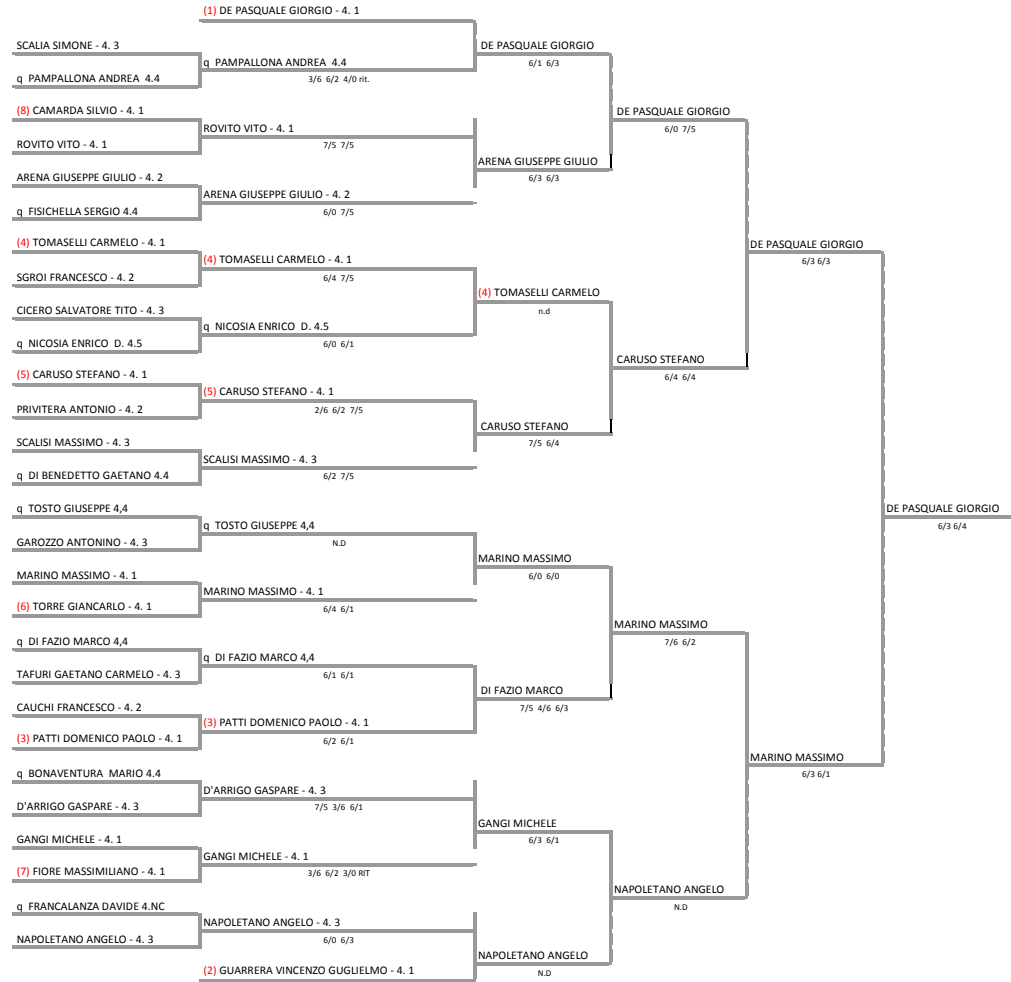 (1) DE PASQUALE GIORGIO - 4. 1
SCALIA SIMONE - 4. 3
q PAMPALLONA ANDREA 4.4
(8) CAMARDA SILVIO - 4. 1
ROVITO VITO - 4. 1
ARENA GIUSEPPE GIULIO - 4. 2
q FISICHELLA SERGIO 4.4
(4) TOMASELLI CARMELO - 4. 1
SGROI FRANCESCO - 4. 2
CICERO SALVATORE TITO - 4. 3
q NICOSIA ENRICO D. 4.5
(5) CARUSO STEFANO - 4. 1
PRIVITERA ANTONIO - 4. 2
SCALISI MASSIMO - 4. 3
q DI BENEDETTO GAETANO 4.4
q TOSTO GIUSEPPE 4,4
GAROZZO ANTONINO - 4. 3
MARINO MASSIMO - 4. 1
(6) TORRE GIANCARLO - 4. 1
q DI FAZIO MARCO 4,4
TAFURI GAETANO CARMELO - 4. 3
CAUCHI FRANCESCO - 4. 2
(3) PATTI DOMENICO PAOLO - 4. 1
q BONAVENTURA MARIO 4.4
D'ARRIGO GASPARE - 4. 3
GANGI MICHELE - 4. 1
(7) FIORE MASSIMILIANO - 4. 1
q FRANCALANZA DAVIDE 4.NC
NAPOLETANO ANGELO - 4. 3
q PAMPALLONA ANDREA 4.4
3/6 6/2 4/0 rit.
ROVITO VITO - 4. 1
7/5 7/5
ARENA GIUSEPPE GIULIO - 4. 2
6/0 7/5
(4) TOMASELLI CARMELO - 4. 1
6/4 7/5
q NICOSIA ENRICO D. 4.5
6/0 6/1
(5) CARUSO STEFANO - 4. 1
2/6 6/2 7/5
SCALISI MASSIMO - 4. 3
6/2 7/5
q TOSTO GIUSEPPE 4,4
N.D
MARINO MASSIMO - 4. 1
6/4 6/1
q DI FAZIO MARCO 4,4
6/1 6/1
(3) PATTI DOMENICO PAOLO - 4. 1
6/2 6/1
D'ARRIGO GASPARE - 4. 3
7/5 3/6 6/1
GANGI MICHELE - 4. 1
3/6 6/2 3/0 RIT
NAPOLETANO ANGELO - 4. 3
6/0 6/3
(2) GUARRERA VINCENZO GUGLIELMO - 4. 1
DE PASQUALE GIORGIO
6/1 6/3
ARENA GIUSEPPE GIULIO
6/3 6/3
(4) TOMASELLI CARMELO
n.d
CARUSO STEFANO
7/5 6/4
MARINO MASSIMO
6/0 6/0
DI FAZIO MARCO
7/5 4/6 6/3
GANGI MICHELE
6/3 6/1
NAPOLETANO ANGELO
N.D
DE PASQUALE GIORGIO
6/0 7/5
CARUSO STEFANO
6/4 6/4
MARINO MASSIMO
7/6 6/2
NAPOLETANO ANGELO
N.D
DE PASQUALE GIORGIO
6/3 6/3
MARINO MASSIMO
6/3 6/1
DE PASQUALE GIORGIO
6/3 6/4